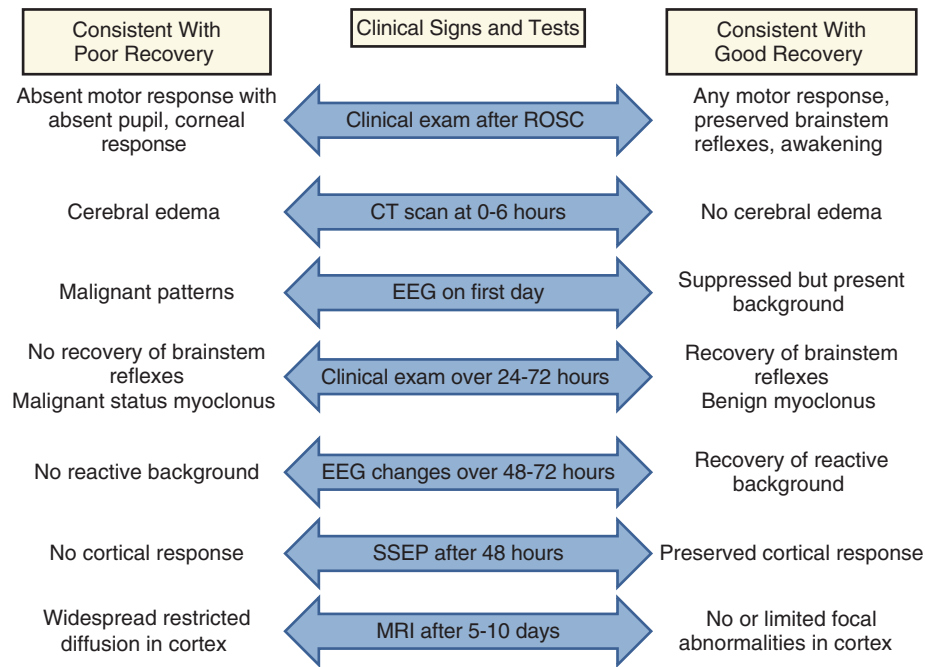 Consistent With
Poor Recovery
Clinical Signs and Tests
Consistent With
Good Recovery
Absent motor response with
absent pupil, corneal
response
Clinical exam after ROSC
Any motor response,
preserved brainstem
reflexes, awakening
Cerebral edema
CT scan at 0-6 hours
No cerebral edema
Malignant patterns
EEG on first day
Suppressed but present
background
No recovery of brainstem
reflexes
Malignant status myoclonus
Clinical exam over 24-72 hours
Recovery of brainstem
reflexes
Benign myoclonus
No reactive background
EEG changes over 48-72 hours
Recovery of reactive
background
No cortical response
SSEP after 48 hours
Preserved cortical response
Widespread restricted
diffusion in cortex
MRI after 5-10 days
No or limited focal
abnormalities in cortex